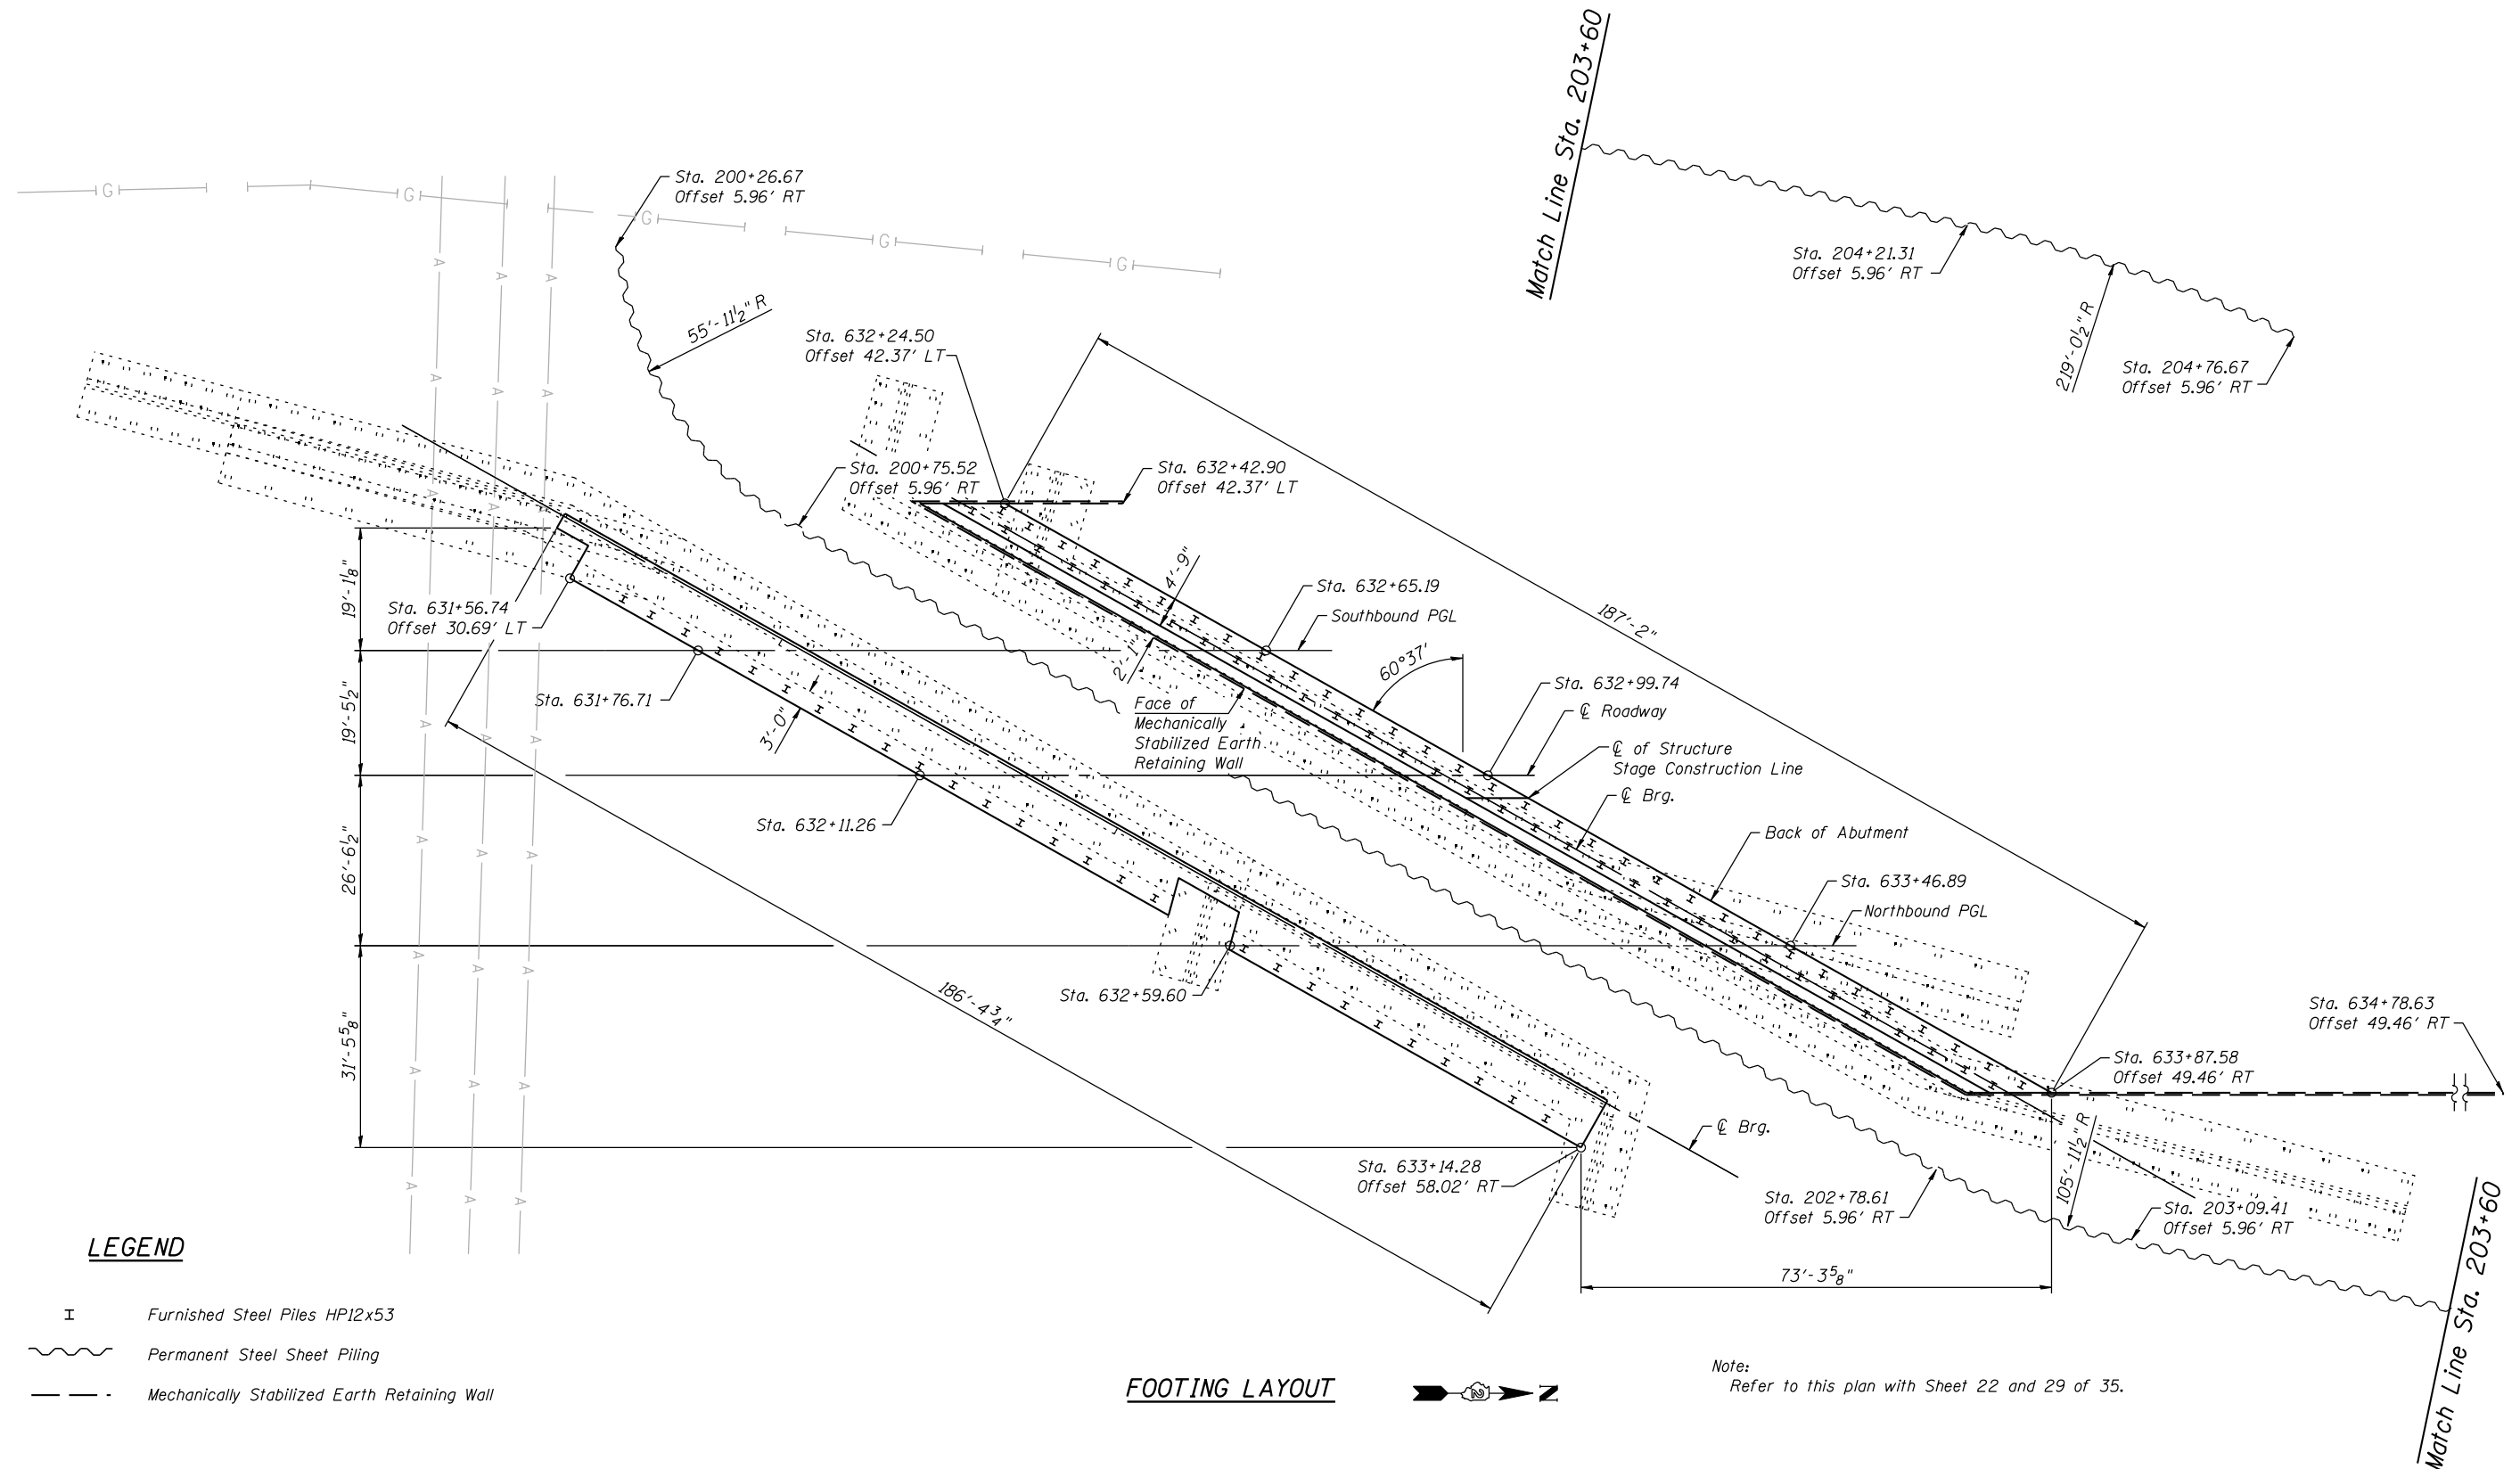 Match Line Sta. 203+60
Sta. 200+26.67
Offset 5.96' RT
G
G
G
G
G
55'-11½" R
Sta. 204+21.31
Offset 5.96' RT
219'-0½" R
Sta. 204+76.67
Offset 5.96' RT
Sta. 632+24.50
Offset 42.37' LT
Sta. 200+75.52
Offset 5.96' RT
Sta. 632+42.90
Offset 42.37' LT
187'-2"
4'-9"
Sta. 632+65.19
Southbound PGL
60°37'
19'-1⅛"
Sta. 631+56.74
Offset 30.69' LT
Sta. 631+76.71
3'-0"
Face of
Mechanically
Stabilized Earth
Retaining Wall
Sta. 632+99.74
℄ Roadway
℄ of Structure
Stage Construction Line
℄ Brg.
19'-5½"
Sta. 632+11.26
Back of Abutment
26'-6½"
Sta. 633+46.89
Northbound PGL
Sta. 632+59.60
186'-4¾"
31'-5⅝"
Sta. 634+78.63
Offset 49.46' RT
Sta. 633+87.58
Offset 49.46' RT
℄ Brg.
Sta. 633+14.28
Offset 58.02' RT
105'-11½" R
Sta. 202+78.61
Offset 5.96' RT
Sta. 203+09.41
Offset 5.96' RT
73'-3⅝"
Match Line Sta. 203+60
LEGEND
Furnished Steel Piles HP12x53
Permanent Steel Sheet Piling
Mechanically Stabilized Earth Retaining Wall
FOOTING LAYOUT
N
Note:
Refer to this plan with Sheet 22 and 29 of 35.